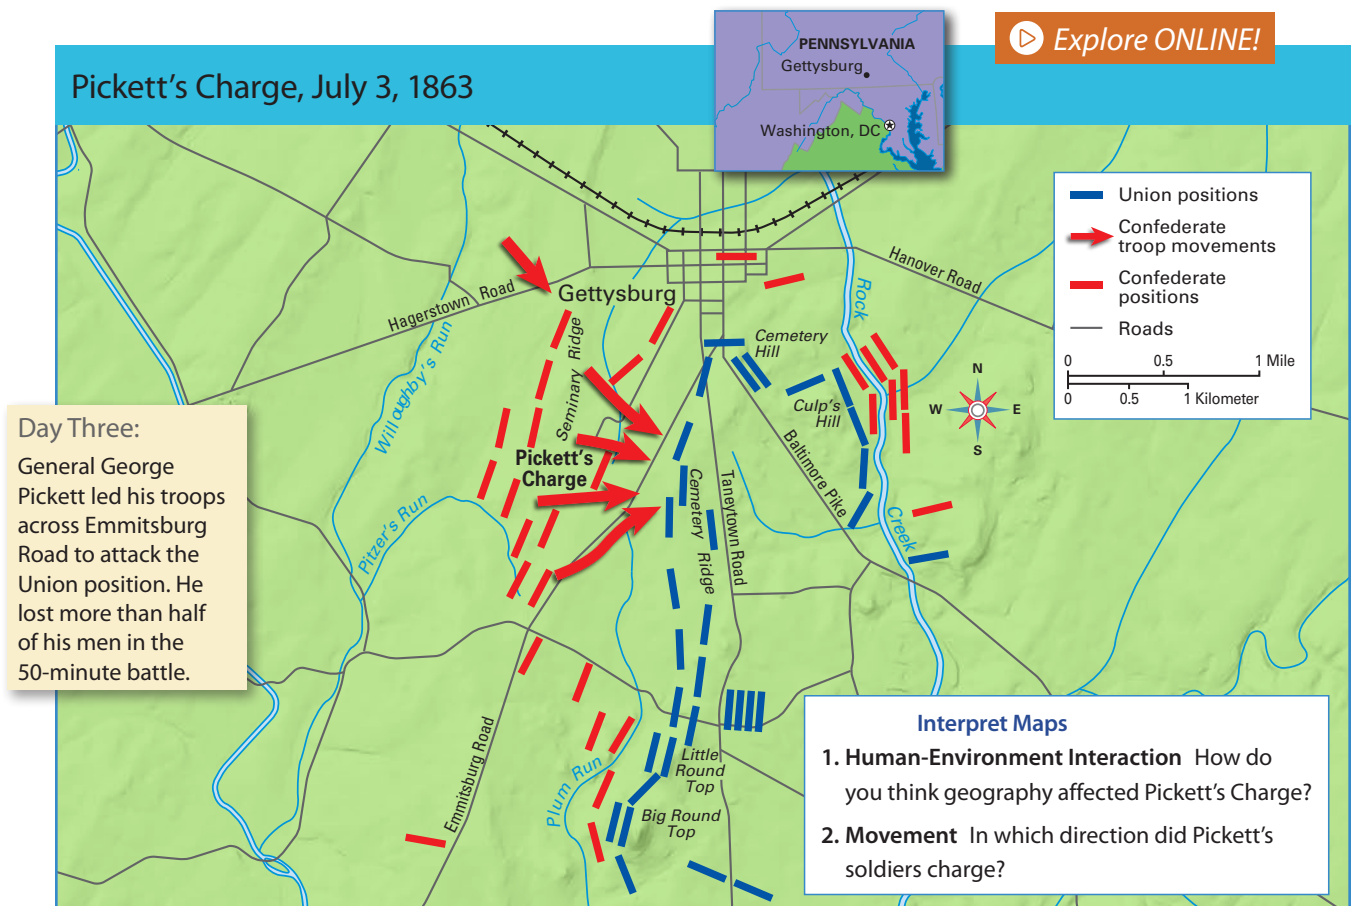 Explore ONLINE!
Pickett's Charge, July 3, 1863
PENNSYLVANIA
Gettysburg
Washington, DC
Union positions
Confederate
troop movements
Confederate
positions
Roads
0 0.5 1 Mile
0 0.5 1 Kilometer
N
W E
S
Hanover Road
Rock
Creek
Hagerstown Road
Gettysburg
Willoughby's Run
Seminary Ridge
Cemetery
Hill
Culp's
Hill
Pickett's
Charge
Baltimore Pike
Cemetery Ridge
Taneytown Road
Pitzer's Run
Emmitsburg Road
Plum Run
Little
Round
Top
Big Round
Top
Day Three:
General George
Pickett led his troops
across Emmitsburg
Road to attack the
Union position. He
lost more than half
of his men in the
50-minute battle.
Interpret Maps
1. Human-Environment Interaction How do
you think geography affected Pickett's Charge?
2. Movement In which direction did Pickett's
soldiers charge?